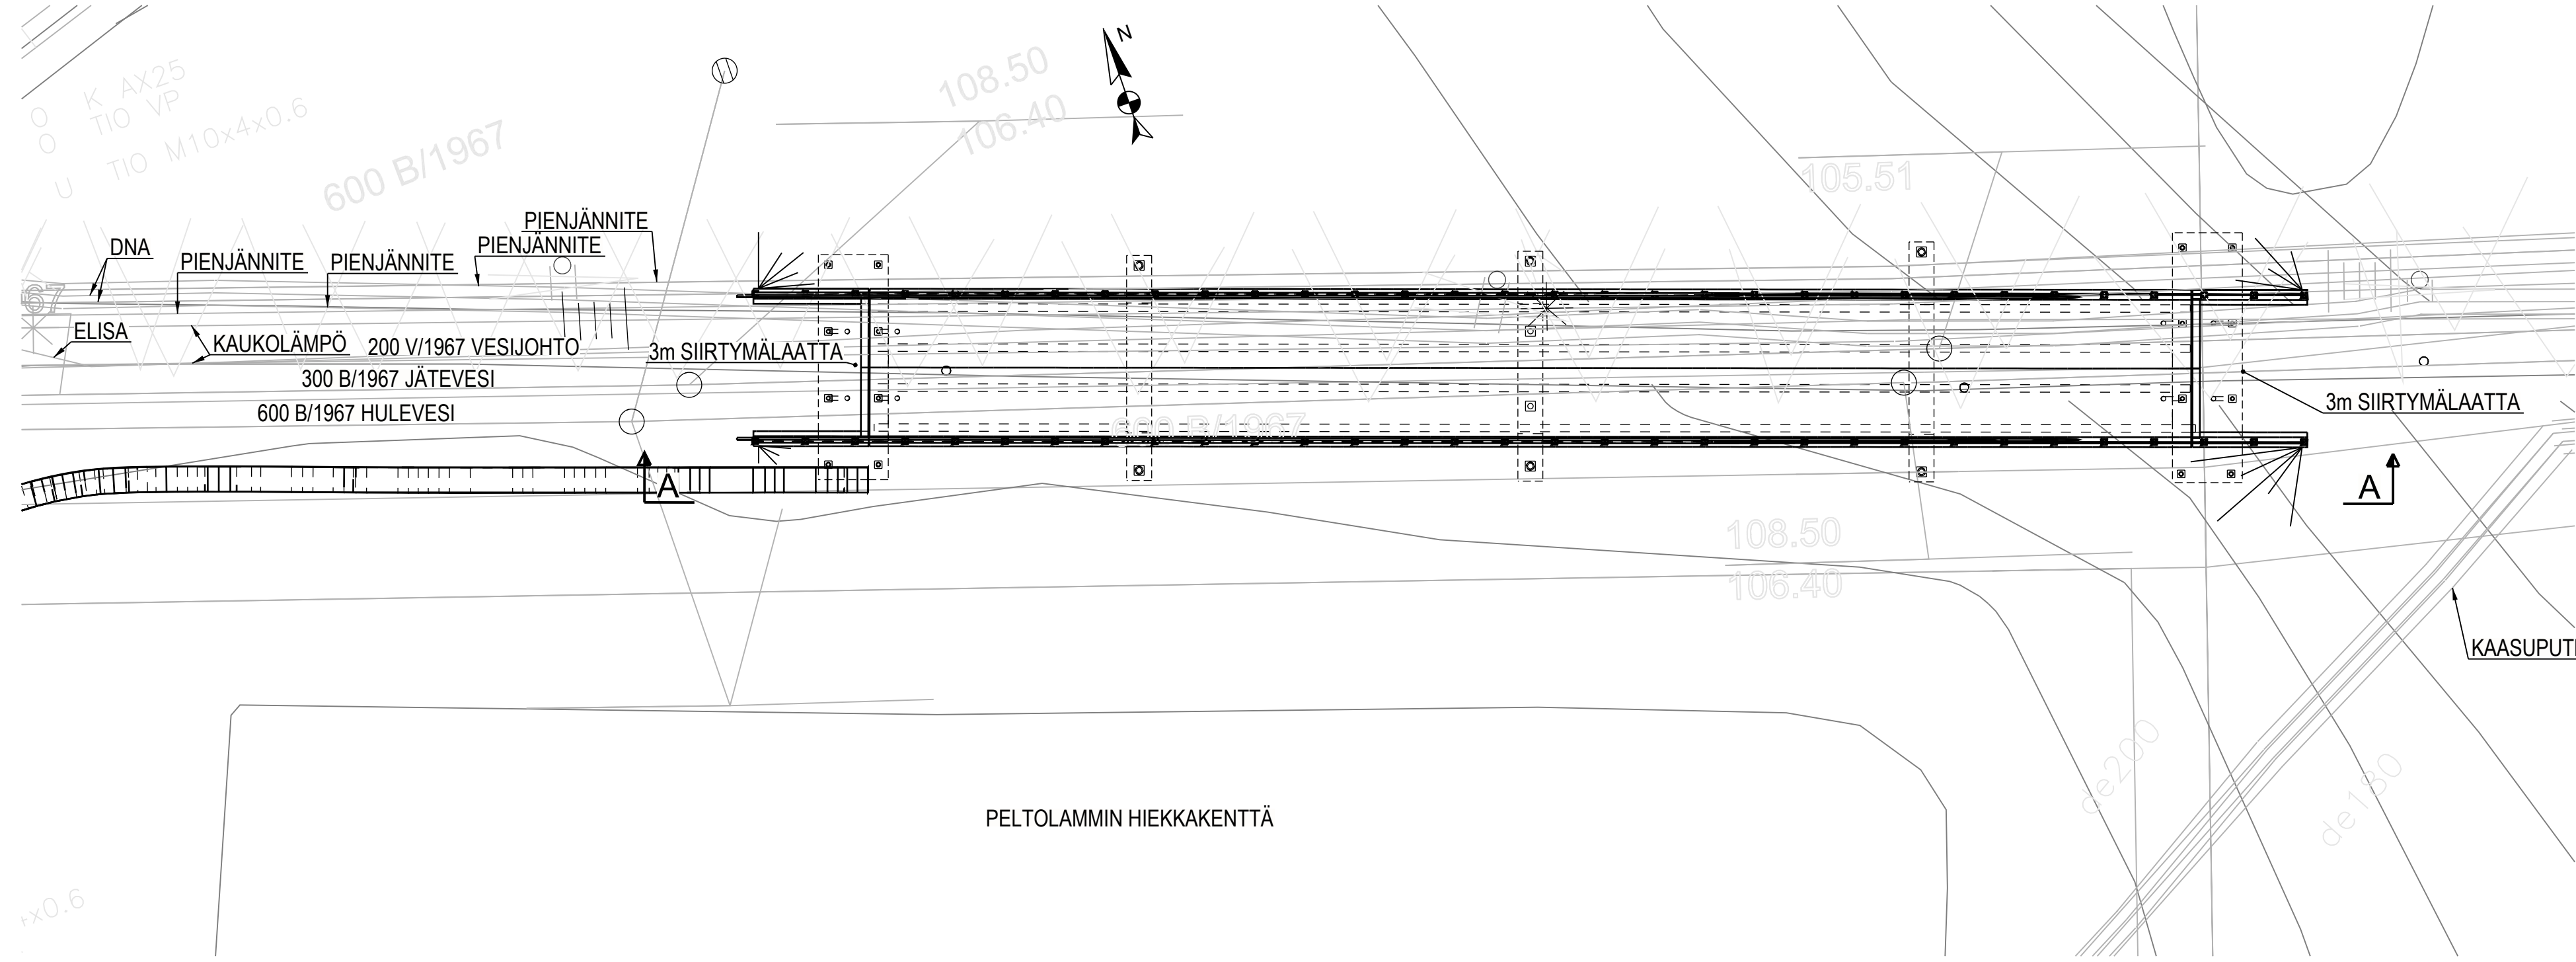 N
K AX25
TIO VP
TIO M10x4x0.6
U
600 B/1967
108.50
106.40
105.51
PIENJÄNNITE
PIENJÄNNITE
DNA
PIENJÄNNITE
PIENJÄNNITE
67
ELISA
KAUKOLÄMPÖ
200 V/1967 VESIJOHTO
3m SIIRTYMÄLAATTA
300 B/1967 JÄTEVESI
600 B/1967 HULEVESI
600 B/1967
3m SIIRTYMÄLAATTA
A
A
108.50
106.40
KAASUPUT
PELTOLAMMIN HIEKKAKENTTÄ
de200
de180
x0.6